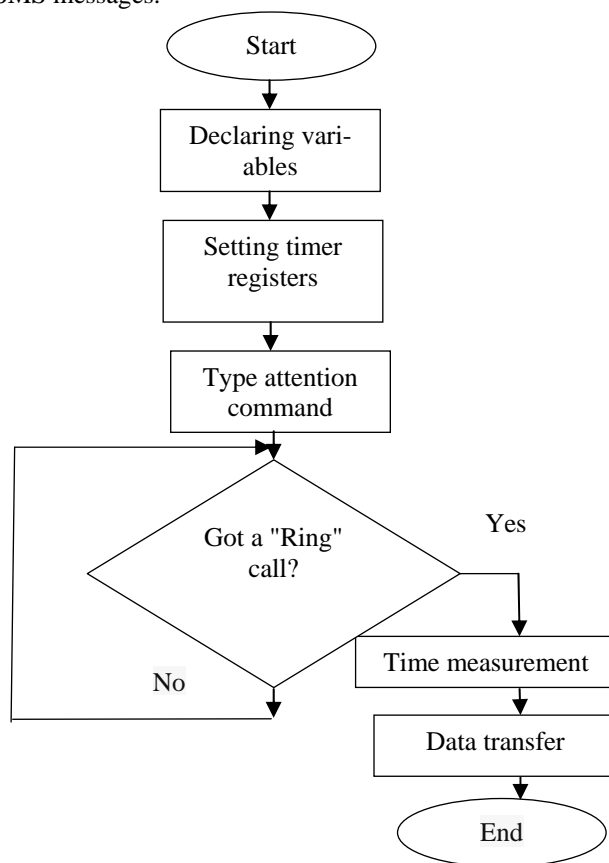 SMS messages.
Start
Declaring vari-
ables
Setting timer
registers
Type attention
command
Got a "Ring"
call?
Yes
No
Time measurement
Data transfer
End